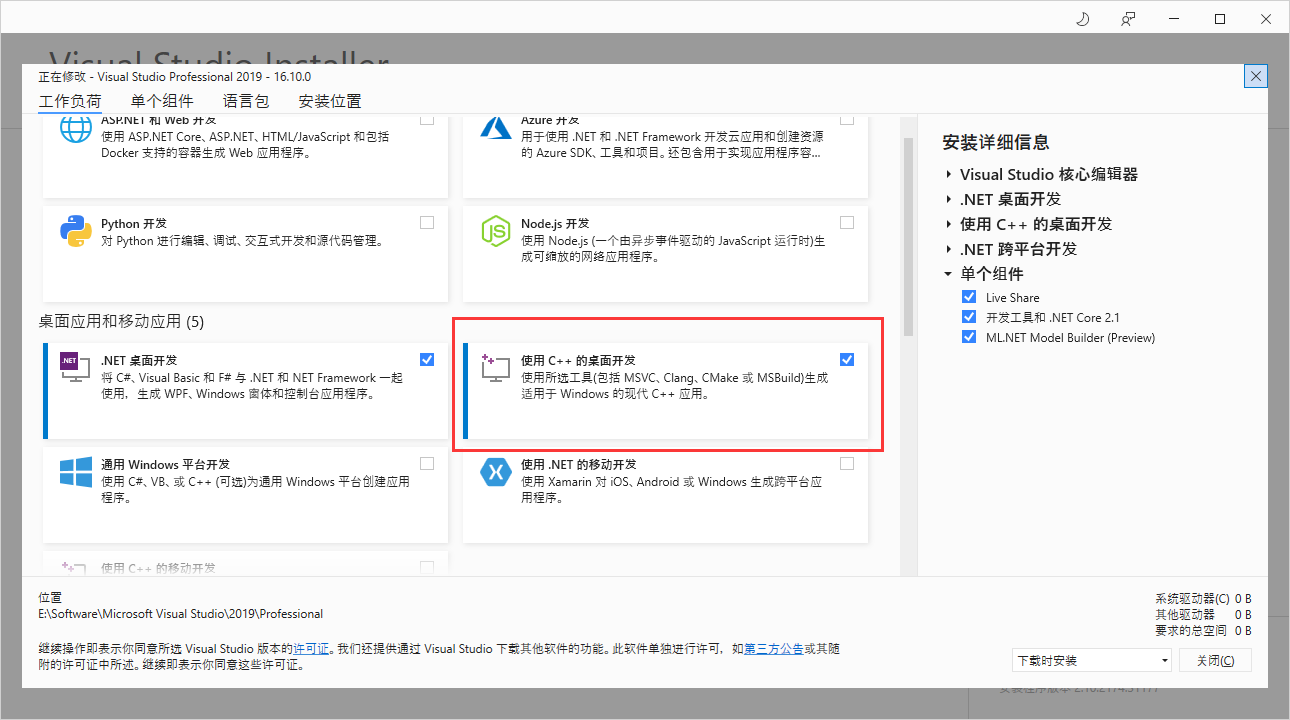 Visual Studio Installer
正在修改 - Visual Studio Professional 2019 - 16.10.0
工作负荷 单个组件 语言包 安装位置
ASP.NET 和 Web 开发
使用 ASP.NET Core、ASP.NET、HTML/JavaScript 和包括
Docker 支持的容器生成 Web 应用程序。
Azure 开发
用于使用 .NET 和 .NET Framework 开发云应用和创建资源
的 Azure SDK、工具和项目。还包含用于实现应用程序容...
Python 开发
对 Python 进行编辑、调试、交互式开发和源代码管理。
Node.js 开发
使用 Node.js (一个由异步事件驱动的 JavaScript 运行时)生
成可缩放的网络应用程序。
桌面应用和移动应用 (5)
.NET
.NET 桌面开发
将 C#、Visual Basic 和 F# 与 .NET 和 NET Framework 一起
使用，生成 WPF、Windows 窗体和控制台应用程序。
使用 C++ 的桌面开发
使用所选工具(包括 MSVC、Clang、CMake 或 MSBuild)生成
适用于 Windows 的现代 C++ 应用。
通用 Windows 平台开发
使用 C#、VB、或 C++ (可选)为通用 Windows 平台创建应用
程序。
使用 .NET 的移动开发
使用 Xamarin 对 iOS、Android 或 Windows 生成跨平台应
用程序。
使用 C++ 的移动开发
安装详细信息
Visual Studio 核心编辑器
.NET 桌面开发
使用 C++ 的桌面开发
.NET 跨平台开发
单个组件
Live Share
开发工具和 .NET Core 2.1
ML.NET Model Builder (Preview)
位置
E:\Software\Microsoft Visual Studio\2019\Professional
继续操作即表示你同意所选 Visual Studio 版本的许可证。我们还提供通过 Visual Studio 下载其他软件的功能。此软件单独进行许可，如第三方公告或其随
附的许可证中所述。继续即表示你同意这些许可证。
系统驱动器(C) 0 B
其他驱动器 0 B
要求的总空间 0 B
下载时安装
关闭(C)